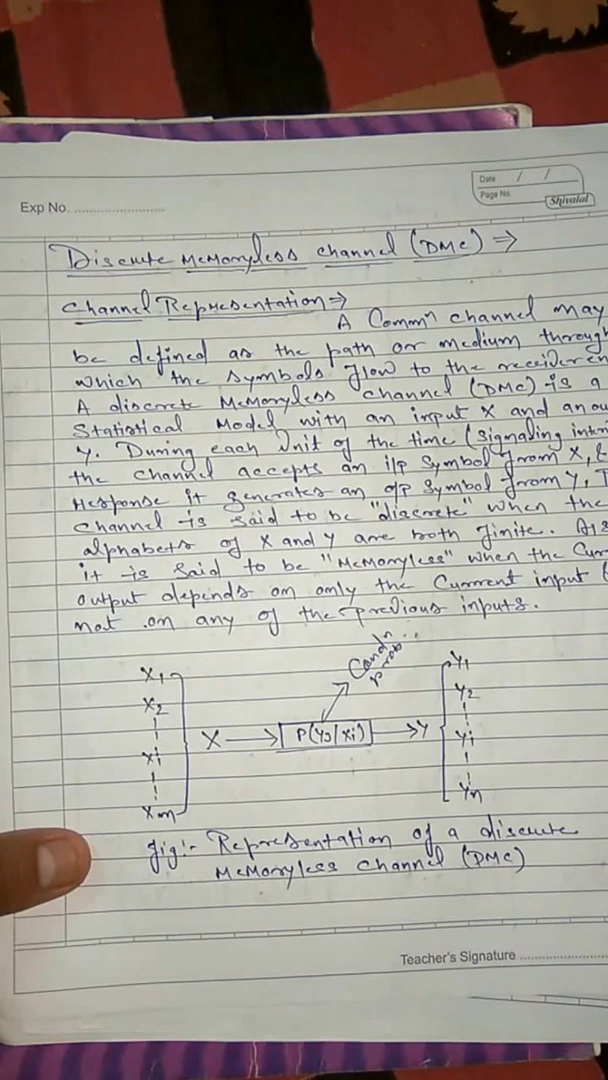 Date / /
Page No.
Shivalal
Exp No. ........................
Discrete Memoryless channel (DMC) ⇒
Channel Representation ⇒
A Commn channel may
be defined as the path or medium thorough
which the symbols flow to the receiver en
A discrete Memoryless channel (DMC) is a
Statistical Model with an input X and an ou
Y. During each Unit of the time (signaling inter
the channel accepts an i/p symbol from X, &
response it generates an o/p symbol from Y, T
channel is said to be "discrete" when the
alphabets of X and Y are both finite. Als
it is said to be "Memoryless" when the Curr
output depends on only the Current input (
not on any of the previous inputs.
Condn
prob..
X1
X2
Xi
Xm
X
P(Yj/Xi)
Y
Y1
Y2
Yi
Yn
fig:- Representation of a discrete
Memoryless channel (DMC)
Teacher's Signature ........................